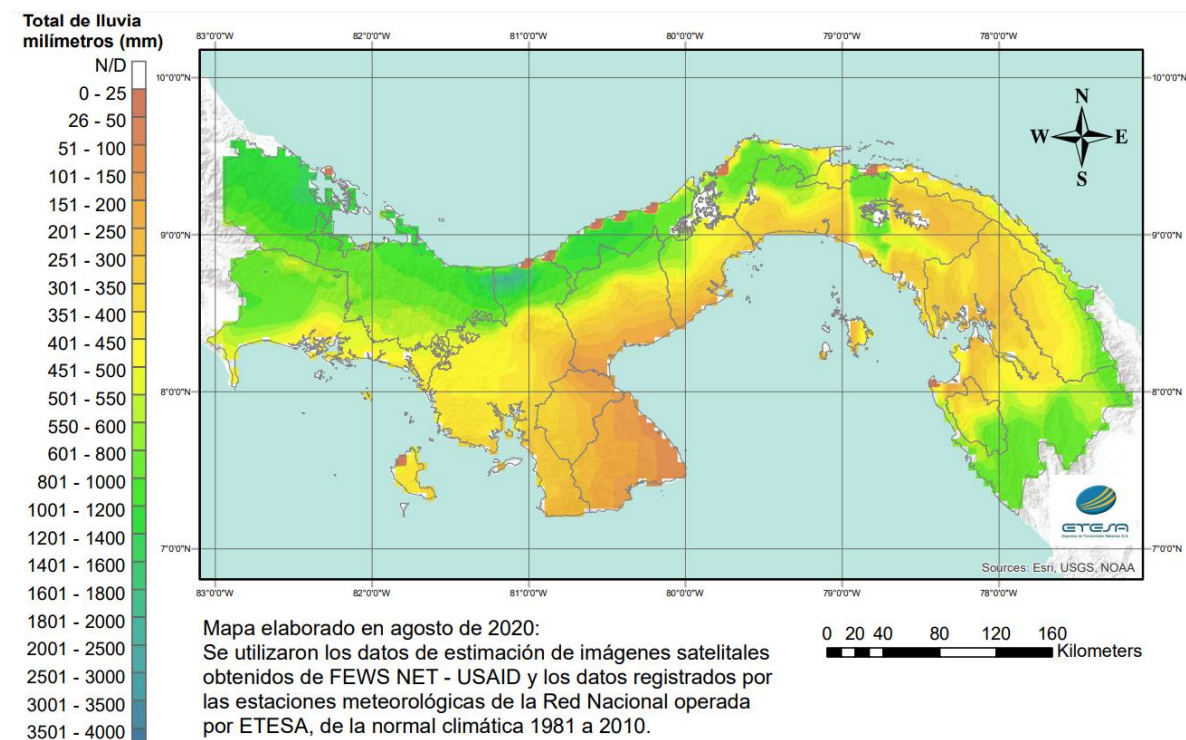 Total de lluvia
milímetros (mm)
N/D
0 - 25
26 - 50
51 - 100
101 - 150
151 - 200
201 - 250
251 - 300
301 - 350
351 - 400
401 - 450
451 - 500
501 - 550
550 - 600
601 - 800
801 - 1000
1001 - 1200
1201 - 1400
1401 - 1600
1601 - 1800
1801 - 2000
2001 - 2500
2501 - 3000
3001 - 3500
3501 - 4000
83°0'0"W 82°0'0"W 81°0'0"W 80°0'0"W 79°0'0"W 78°0'0"W
10°0'0"N 10°0'0"N
N
W E
S
9°0'0"N 9°0'0"N
8°0'0"N 8°0'0"N
ETESA
Empresa de Transmisión Eléctrica S.A.
7°0'0"N 7°0'0"N
Sources: Esri, USGS, NOAA
83°0'0"W 82°0'0"W 81°0'0"W 80°0'0"W 79°0'0"W 78°0'0"W
Mapa elaborado en agosto de 2020:
Se utilizaron los datos de estimación de imágenes satelitales
obtenidos de FEWS NET - USAID y los datos registrados por
las estaciones meteorológicas de la Red Nacional operada
por ETESA, de la normal climática 1981 a 2010.
0 20 40 80 120 160
Kilometers